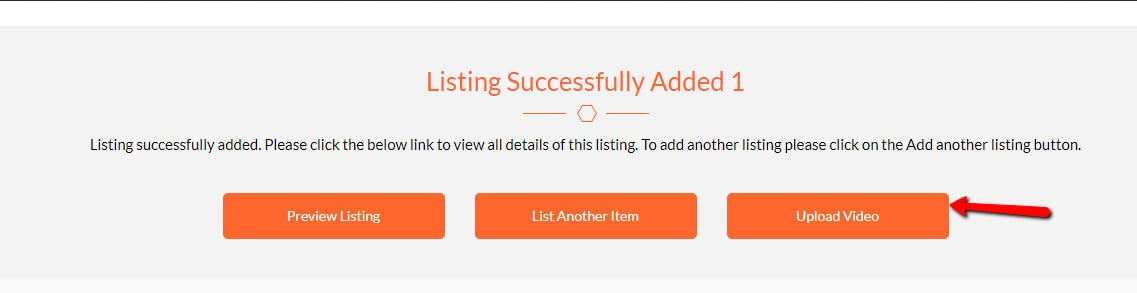 Listing Successfully Added 1
Listing successfully added. Please click the below link to view all details of this listing. To add another listing please click on the Add another listing button.
Preview Listing
List Another Item
Upload Video